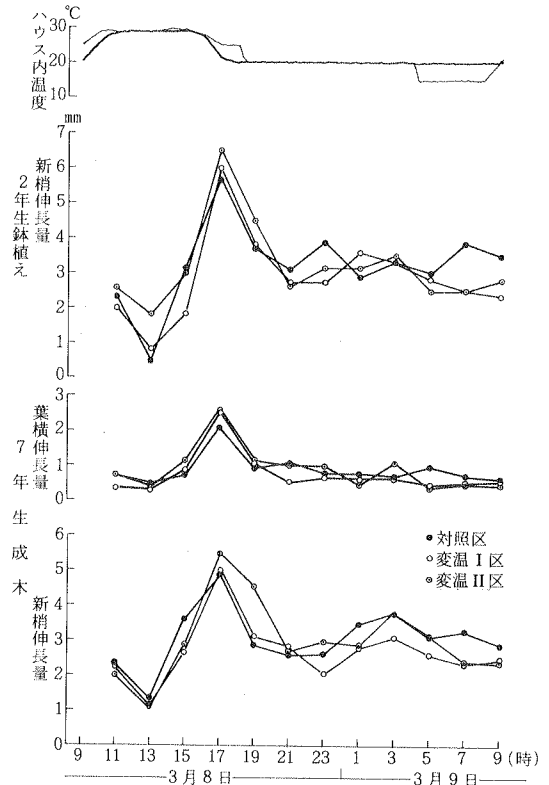 ℃
30
20
10
ハウス内温度
mm
7
6
5
4
3
2
1
0
新梢伸長量
2年生鉢植え
3
2
1
0
葉横伸長量
7年生成木
6
5
4
3
2
1
0
新梢伸長量
対照区
変温Ⅰ区
変温Ⅱ区
9 11 13 15 17 19 21 23 1 3 5 7 9 (時)
3月8日 3月9日